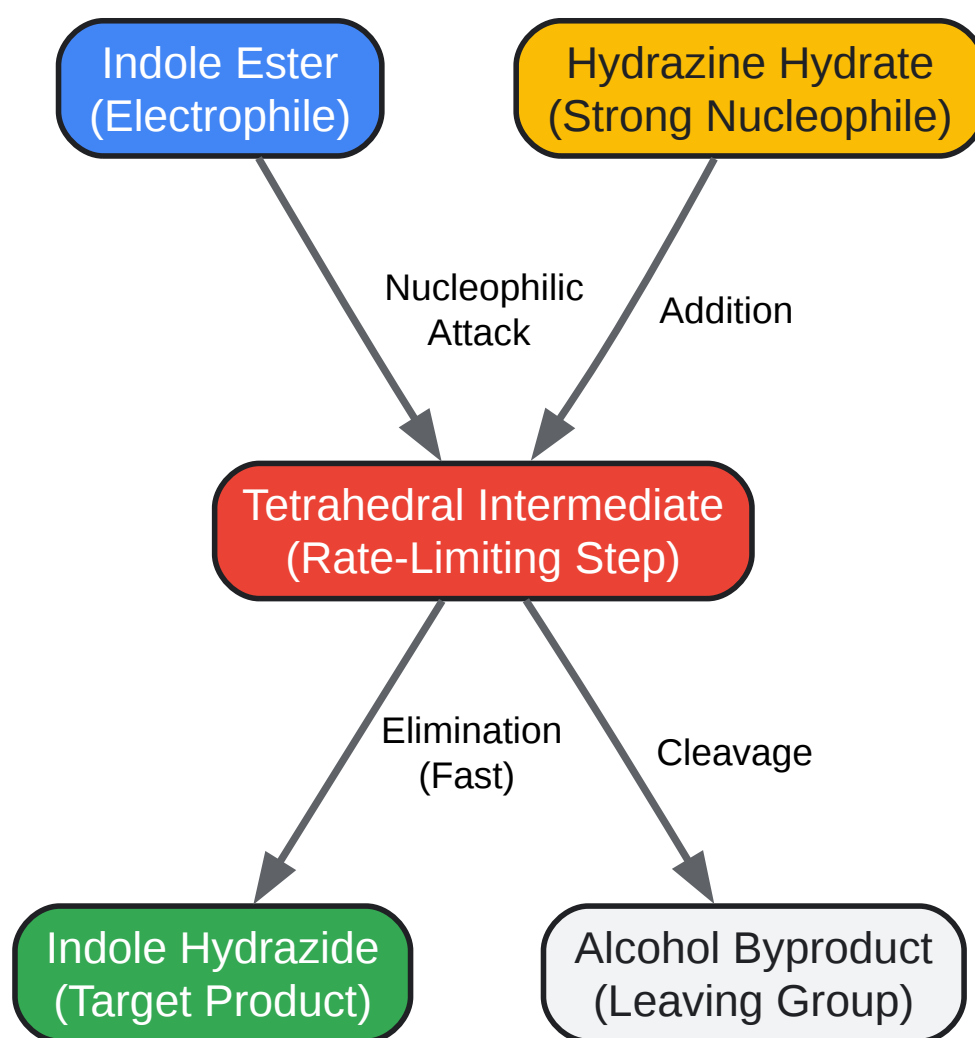 Indole Ester
(Electrophile)
Hydrazine Hydrate
(Strong Nucleophile)
Nucleophilic
Attack
Addition
Tetrahedral Intermediate
(Rate-Limiting Step)
Elimination
(Fast)
Cleavage
Indole Hydrazide
(Target Product)
Alcohol Byproduct
(Leaving Group)